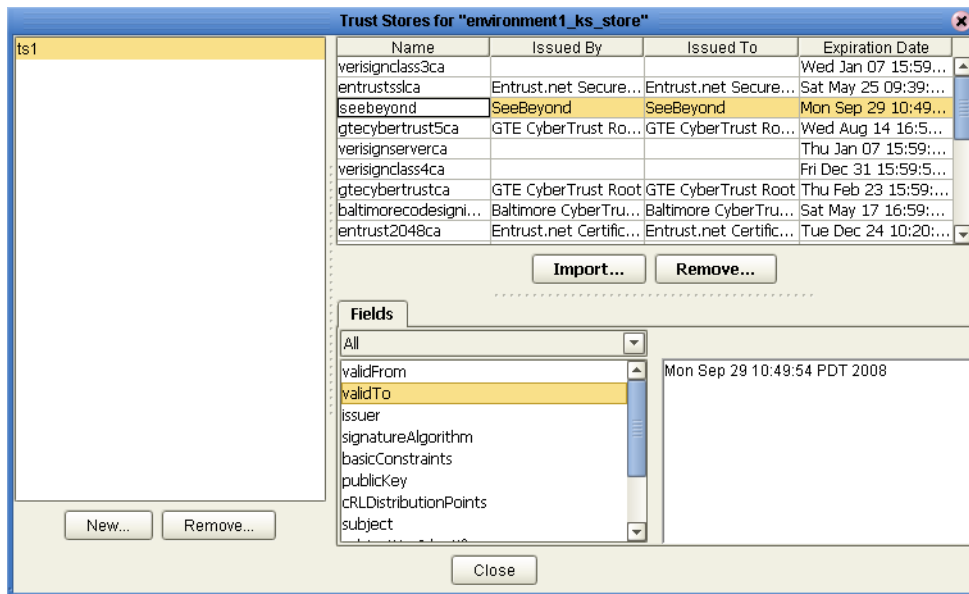 Trust Stores for "environment1_ks_store"
ts1
Name Issued By Issued To Expiration Date
verisignclass3ca Wed Jan 07 15:59...
entrustsslca Entrust.net Secure... Entrust.net Secure... Sat May 25 09:39:...
seebeyond SeeBeyond SeeBeyond Mon Sep 29 10:49...
gtecybertrust5ca GTE CyberTrust Ro... GTE CyberTrust Ro... Wed Aug 14 16:5...
verisignserverca Thu Jan 07 15:59:...
verisignclass4ca Fri Dec 31 15:59:5...
gtecybertrustca GTE CyberTrust Root GTE CyberTrust Root Thu Feb 23 15:59:...
baltimorecodesigni... Baltimore CyberTru... Baltimore CyberTru... Sat May 17 16:59:...
entrust2048ca Entrust.net Certific... Entrust.net Certific... Tue Dec 24 10:20:...
Import... Remove...
Fields
All
validFrom
validTo
issuer
signatureAlgorithm
basicConstraints
publicKey
cRLDistributionPoints
subject
Mon Sep 29 10:49:54 PDT 2008
New... Remove...
Close